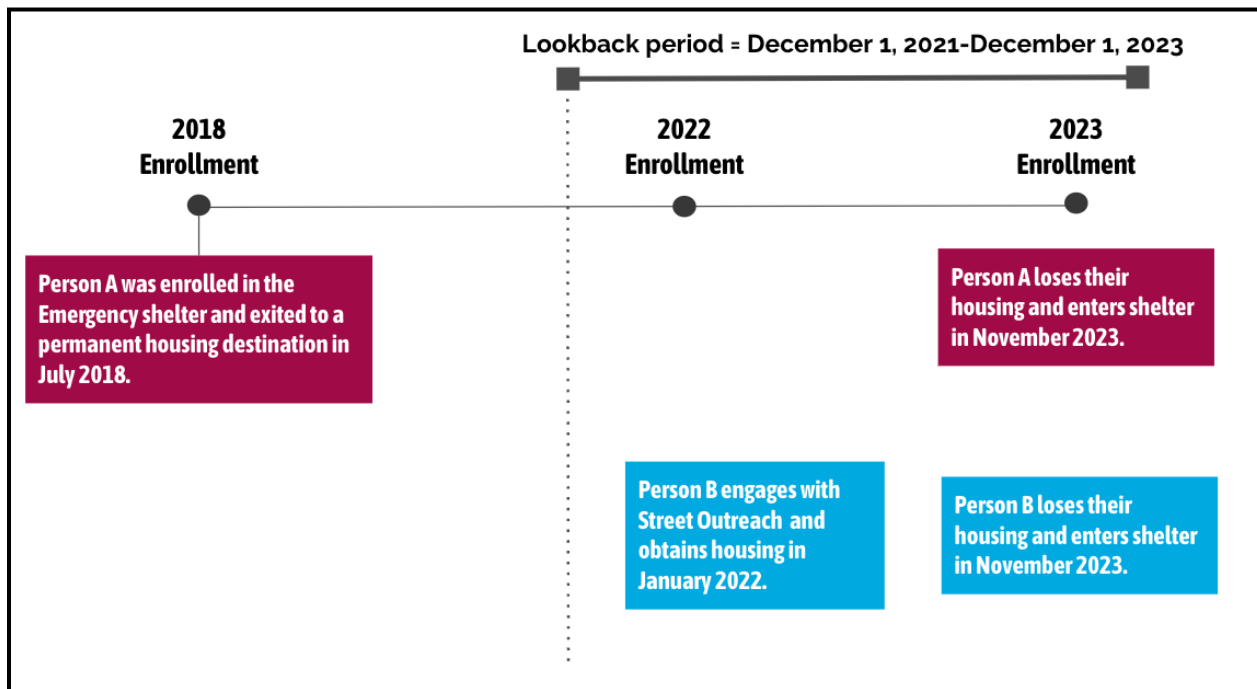 Lookback period = December 1, 2021-December 1, 2023
2018
Enrollment
2022
Enrollment
2023
Enrollment
Person A was enrolled in the
Emergency shelter and exited to a
permanent housing destination in
July 2018.
Person A loses their
housing and enters shelter
in November 2023.
Person B engages with
Street Outreach and
obtains housing in
January 2022.
Person B loses their
housing and enters shelter
in November 2023.